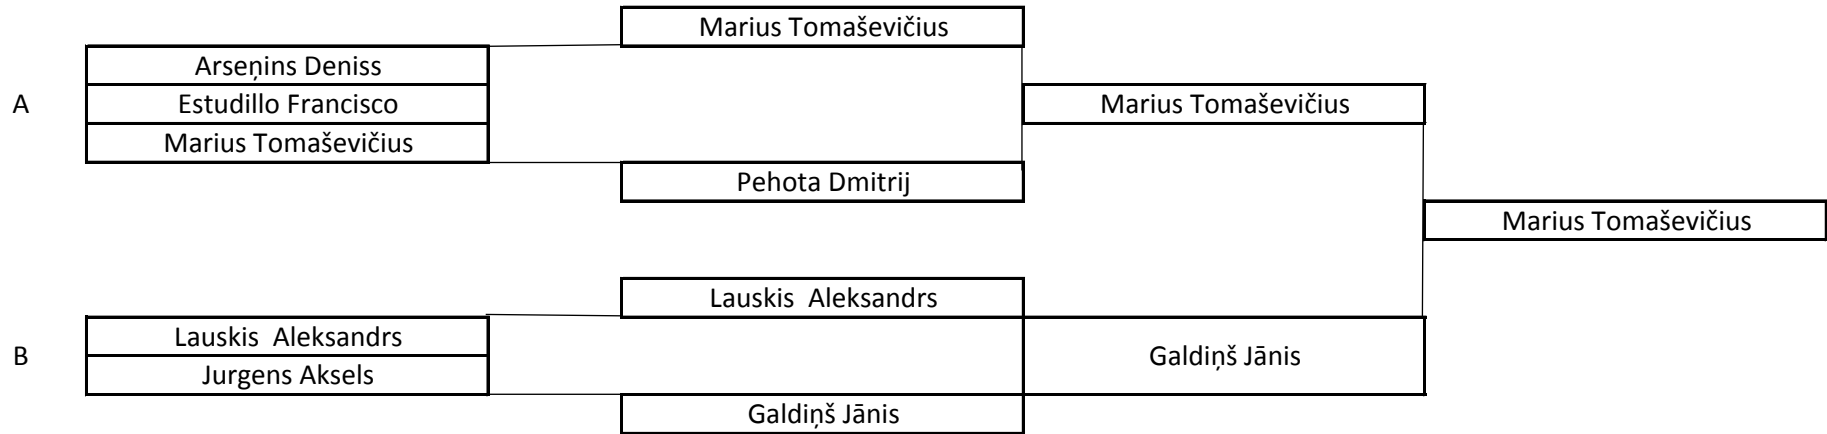 Marius Tomaševičius
Arseņins Deniss
A
Estudillo Francisco
Marius Tomaševičius
Marius Tomaševičius
Pehota Dmitrij
Marius Tomaševičius
Lauskis  Aleksandrs
Lauskis  Aleksandrs
B
Jurgens Aksels
Galdiņš Jānis
Galdiņš Jānis